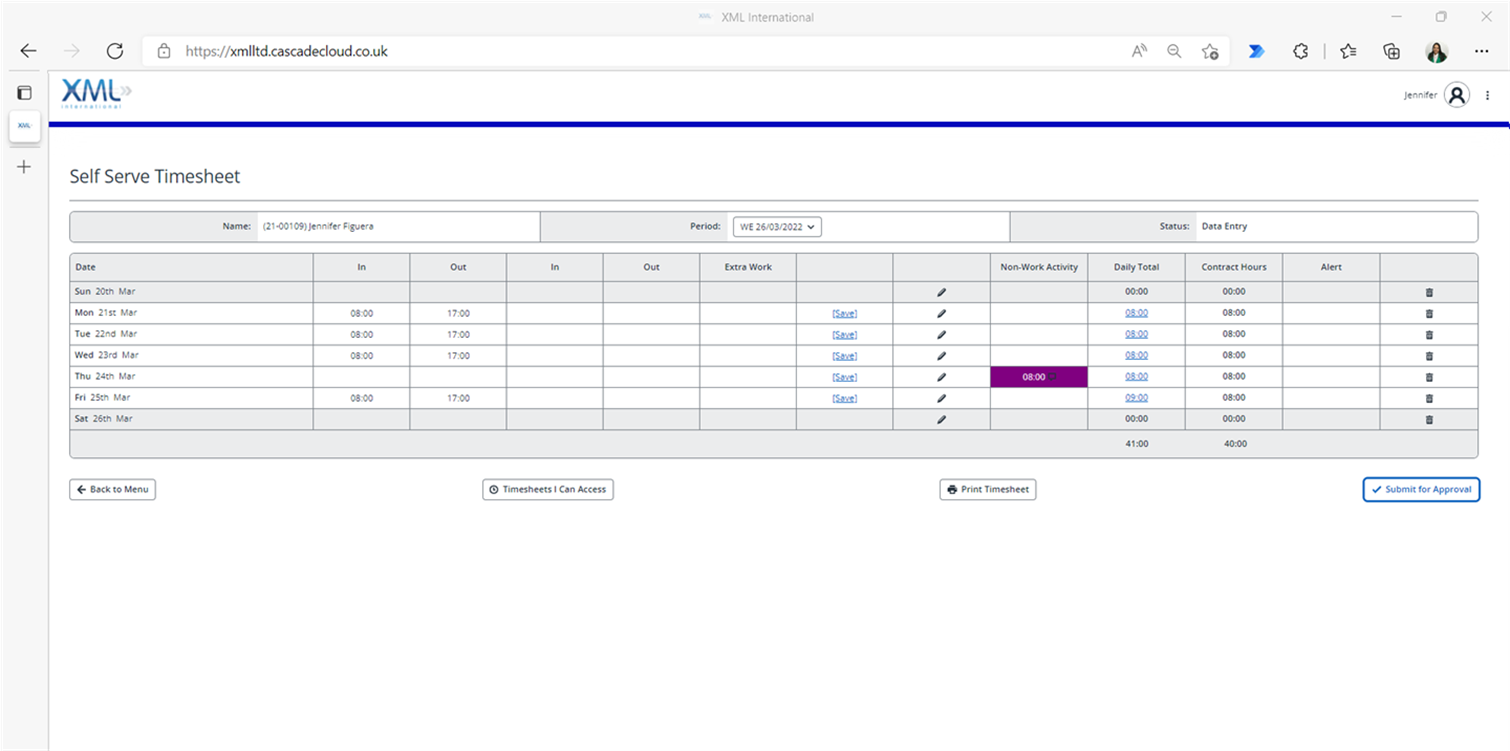 XML XML International
https://xmlltd.cascadecloud.co.uk
XML
international
Jennifer
XML
Self Serve Timesheet
Name: (21-00109) Jennifer Figuera Period: WE 26/03/2022 Status: Data Entry
Date In Out In Out Extra Work Non-Work Activity Daily Total Contract Hours Alert
Sun 20th Mar 00:00 00:00
Mon 21st Mar 08:00 17:00 [Save] 08:00 08:00
Tue 22nd Mar 08:00 17:00 [Save] 08:00 08:00
Wed 23rd Mar 08:00 17:00 [Save] 08:00 08:00
Thu 24th Mar [Save] 08:00 08:00 08:00
Fri 25th Mar 08:00 17:00 [Save] 09:00 08:00
Sat 26th Mar 00:00 00:00
41:00 40:00
Back to Menu Timesheets I Can Access Print Timesheet Submit for Approval